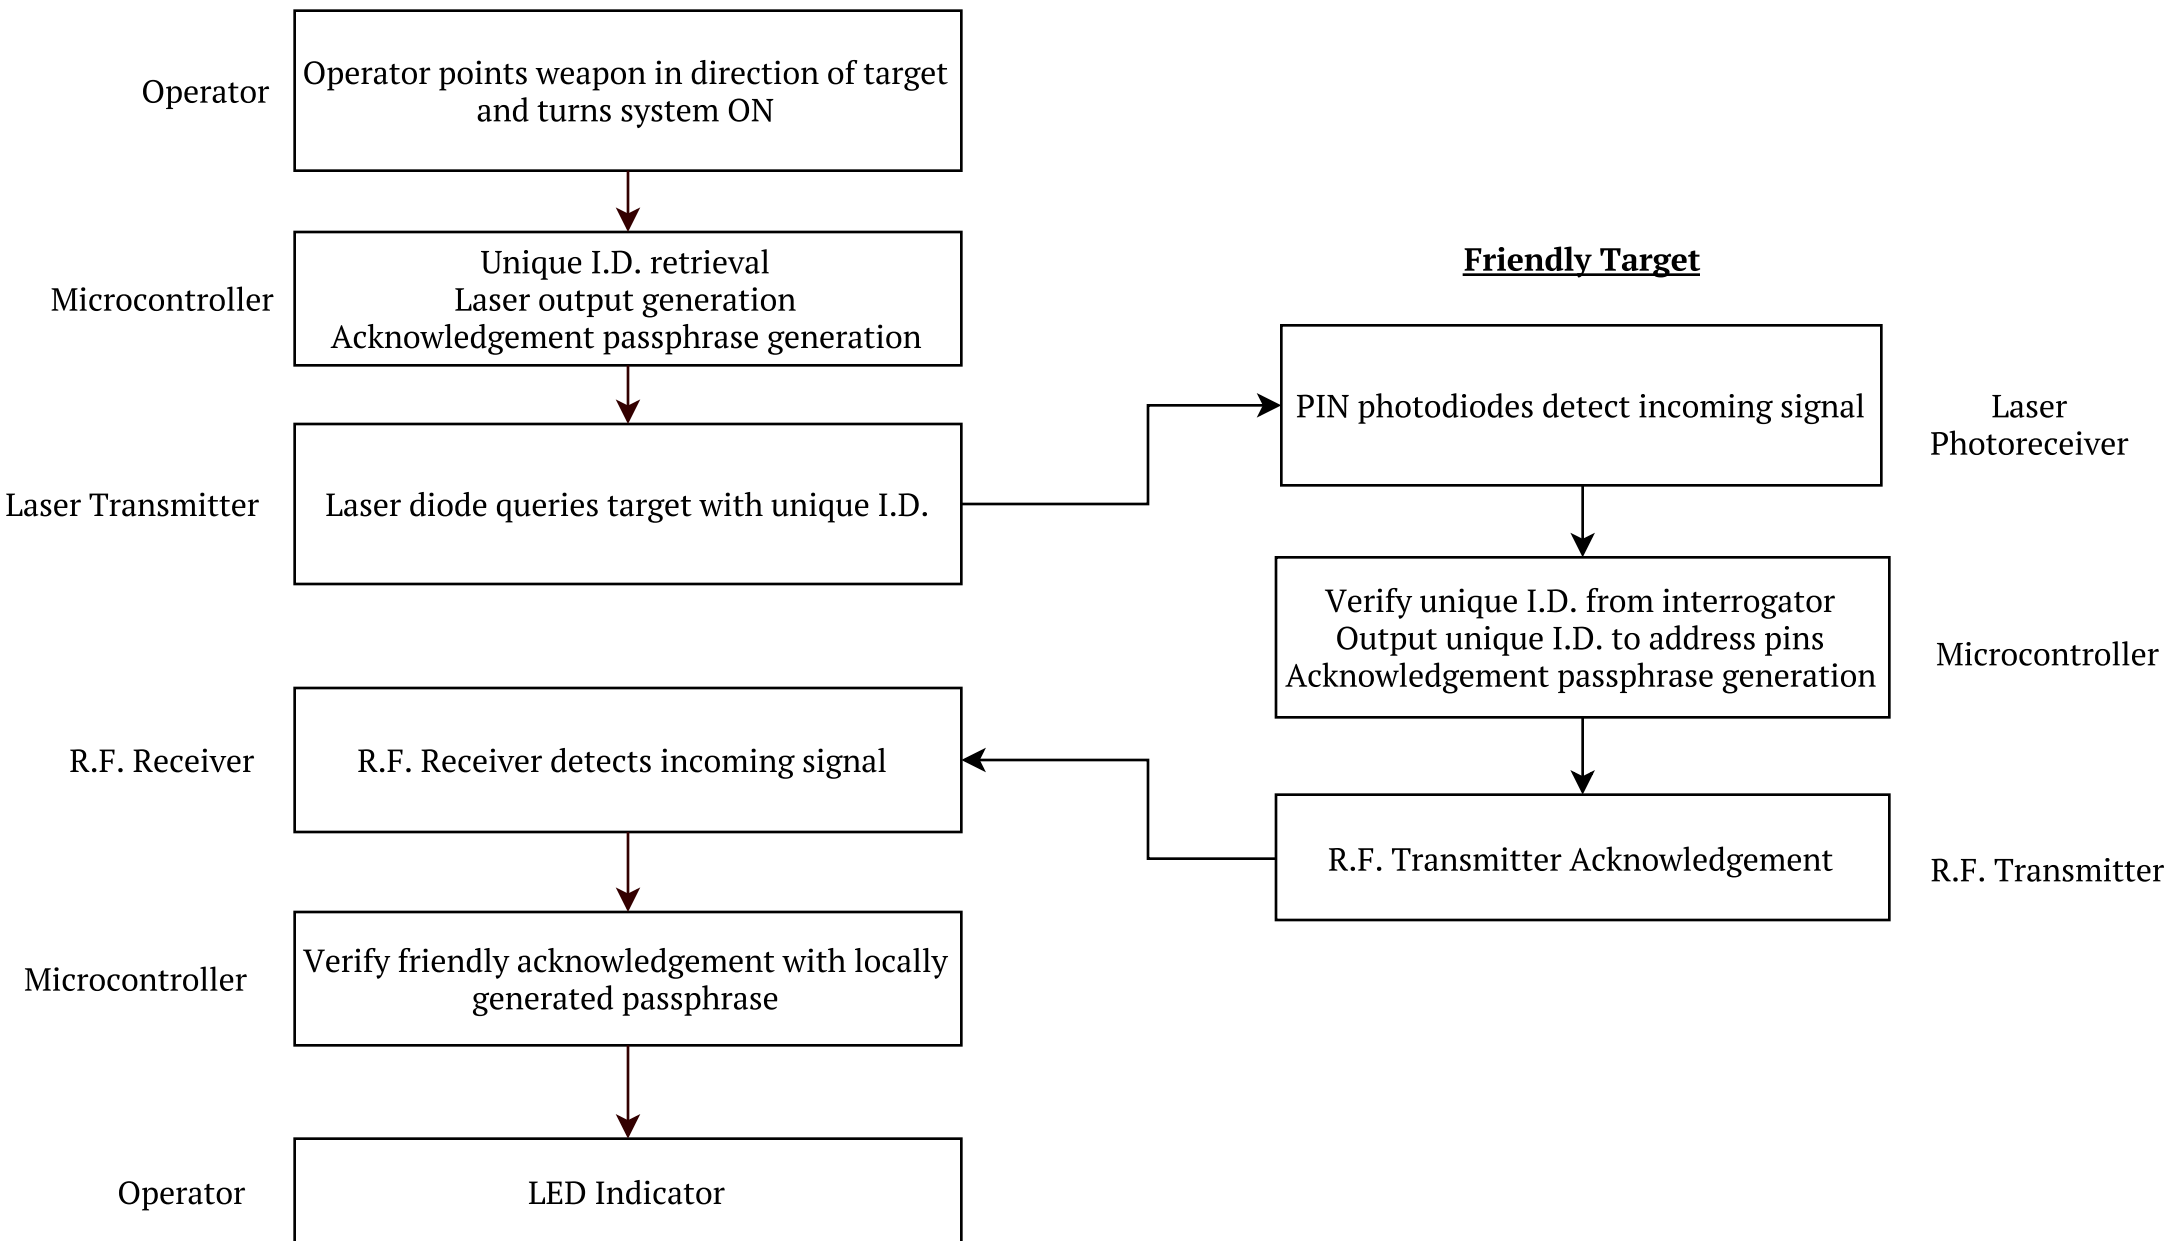 Operator
Operator points weapon in direction of target
and turns system ON
Microcontroller
Unique I.D. retrieval
Laser output generation
Acknowledgement passphrase generation
Laser Transmitter
Laser diode queries target with unique I.D.
Friendly Target
PIN photodiodes detect incoming signal
Laser
Photoreceiver
Verify unique I.D. from interrogator
Output unique I.D. to address pins
Acknowledgement passphrase generation
Microcontroller
R.F. Transmitter Acknowledgement
R.F. Transmitter
R.F. Receiver
R.F. Receiver detects incoming signal
Microcontroller
Verify friendly acknowledgement with locally
generated passphrase
Operator
LED Indicator